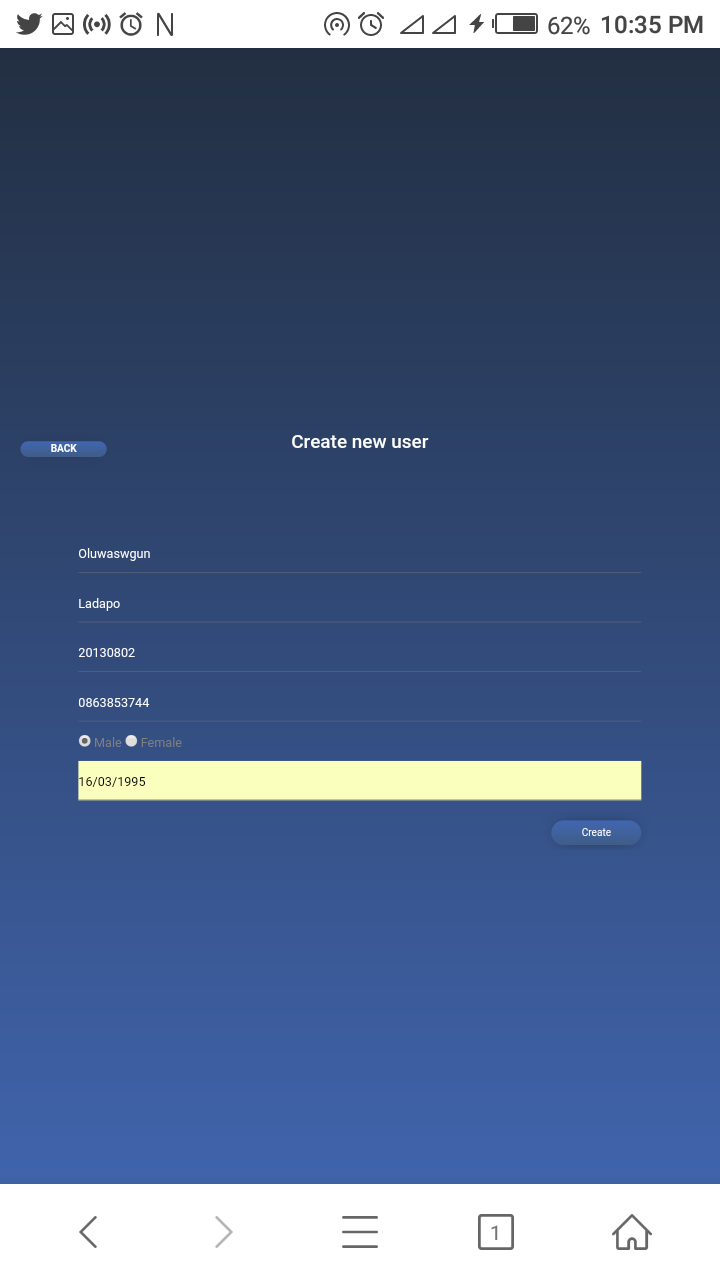 62% 10:35 PM
Create new user
BACK
Oluwaswgun
Ladapo
20130802
0863853744
Male Female
16/03/1995
Create
1